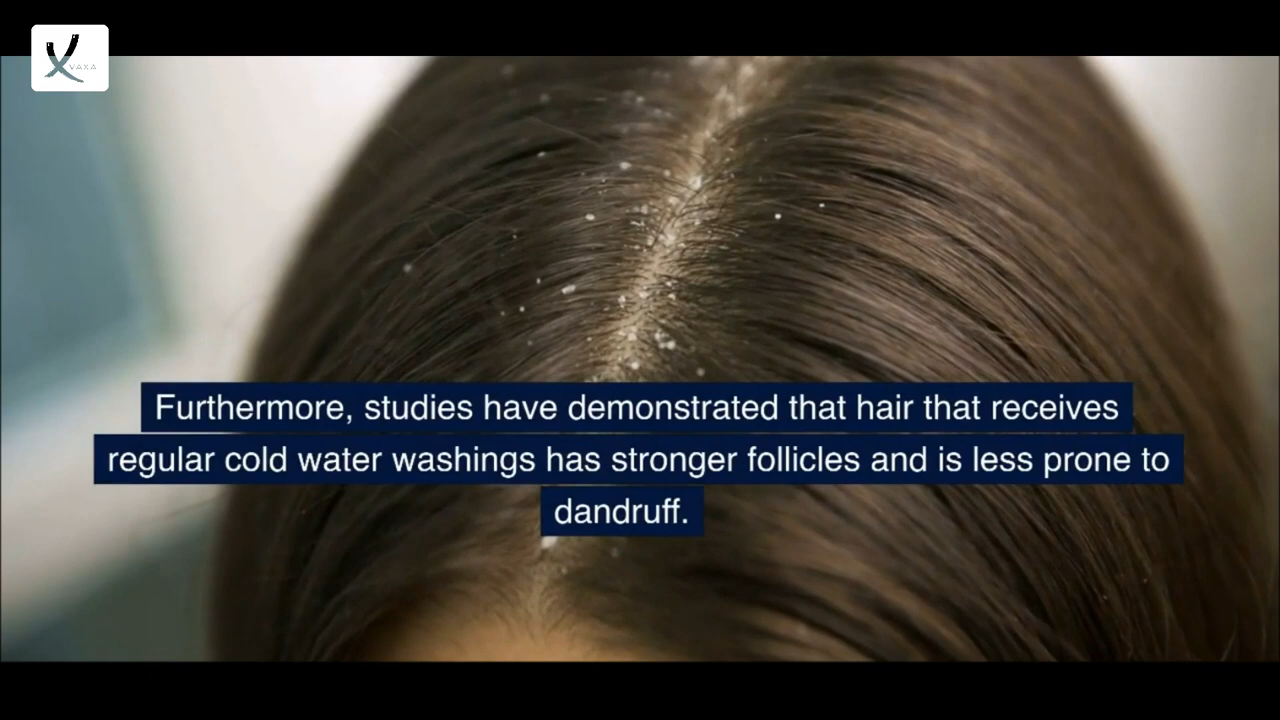 VAXA
Furthermore, studies have demonstrated that hair that receives
regular cold water washings has stronger follicles and is less prone to
dandruff.